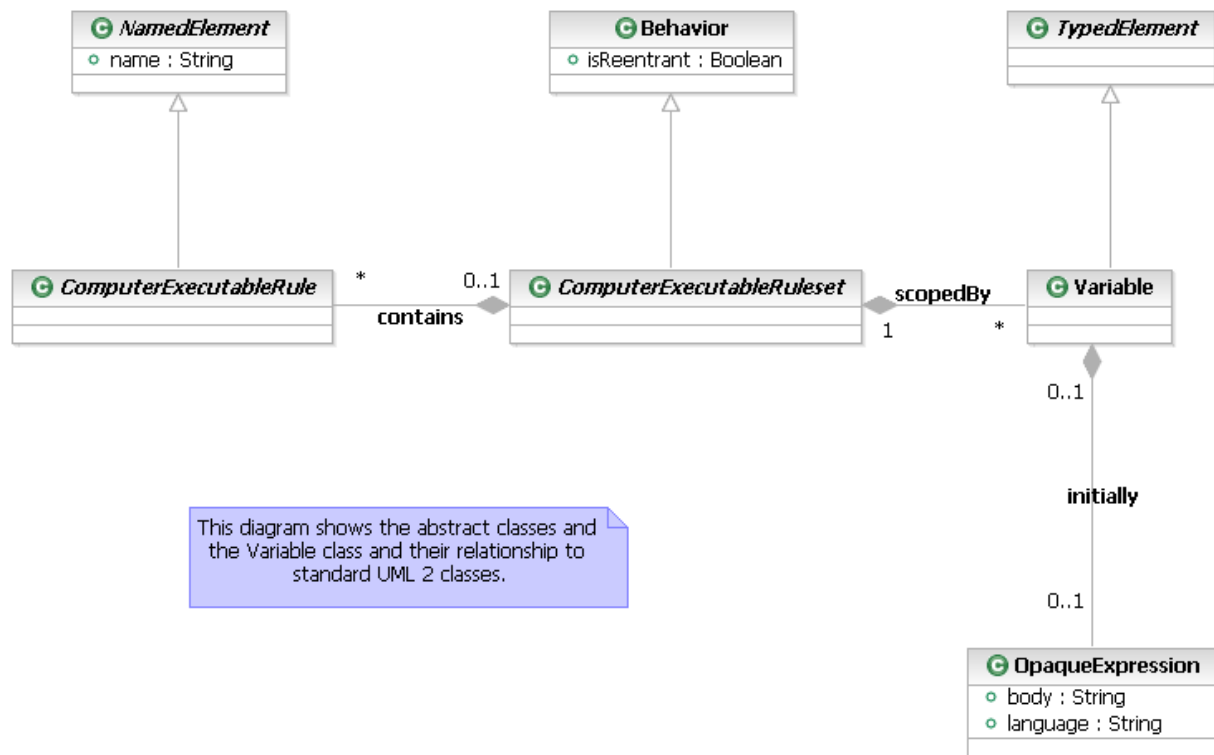 NamedElement
name : String
Behavior
isReentrant : Boolean
TypedElement
ComputerExecutableRule
*
contains
0..1
ComputerExecutableRuleset
scopedBy
1
*
Variable
0..1
initially
0..1
This diagram shows the abstract classes and
the Variable class and their relationship to
standard UML 2 classes.
OpaqueExpression
body : String
language : String